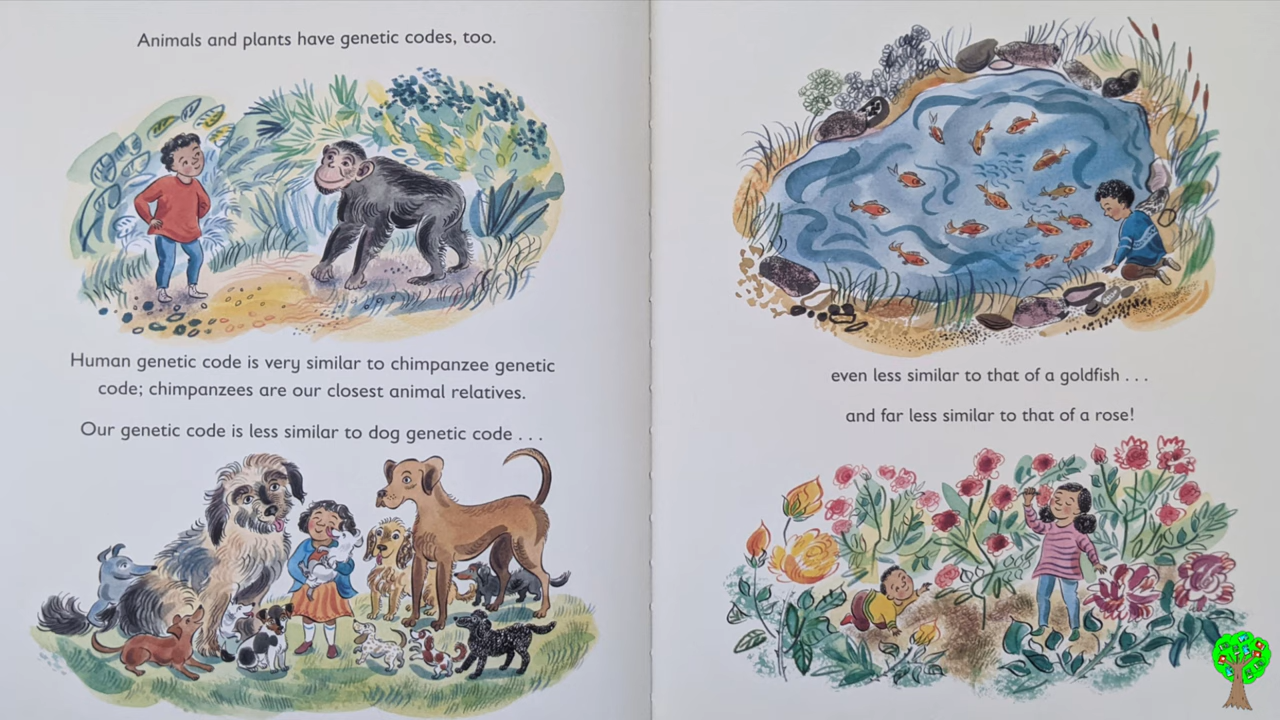 Animals and plants have genetic codes, too.
Human genetic code is very similar to chimpanzee genetic
code; chimpanzees are our closest animal relatives.
Our genetic code is less similar to dog genetic code . . .
even less similar to that of a goldfish . . .
and far less similar to that of a rose!